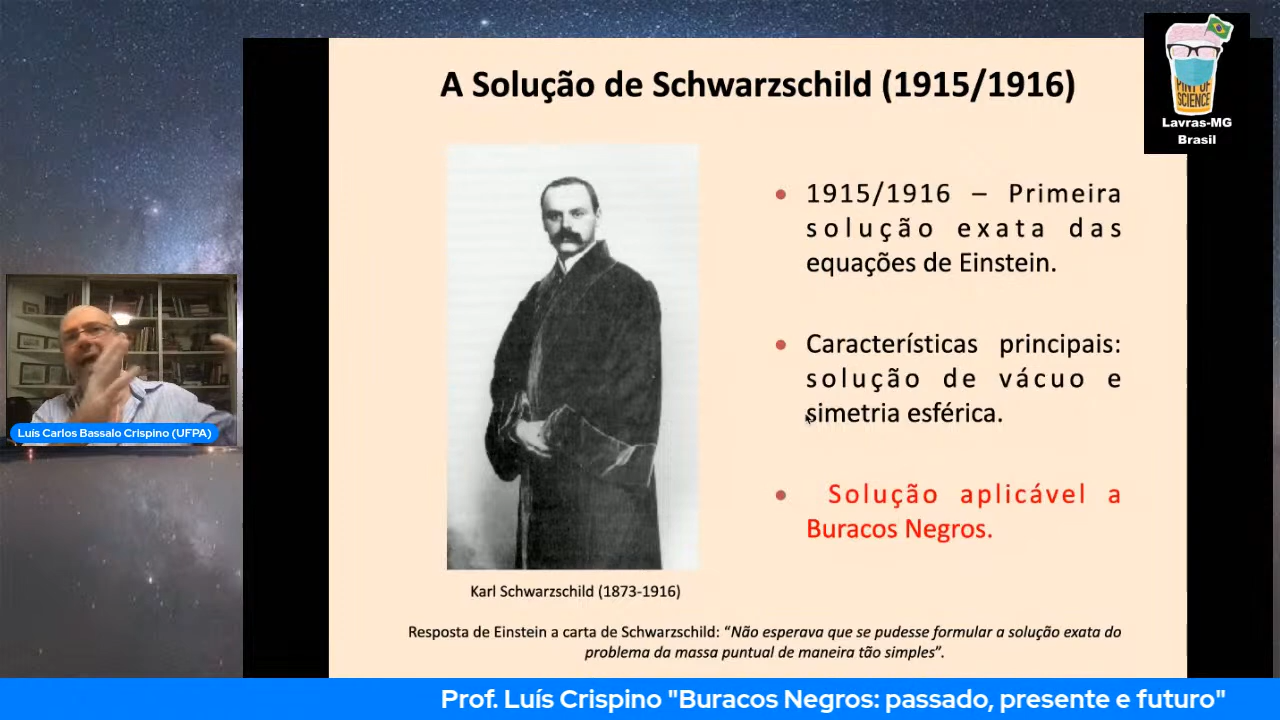 A Solução de Schwarzschild (1915/1916)
PINT OF
SCIENCE
Lavras-MG
Brasil
• 1915/1916 – Primeira
solução exata das
equações de Einstein.
• Características principais:
solução de vácuo e
simetria esférica.
• Solução aplicável a
Buracos Negros.
Luís Carlos Bassalo Crispino (UFPA)
Karl Schwarzschild (1873-1916)
Resposta de Einstein a carta de Schwarzschild: “Não esperava que se pudesse formular a solução exata do
problema da massa puntual de maneira tão simples”.
Prof. Luís Crispino "Buracos Negros: passado, presente e futuro"